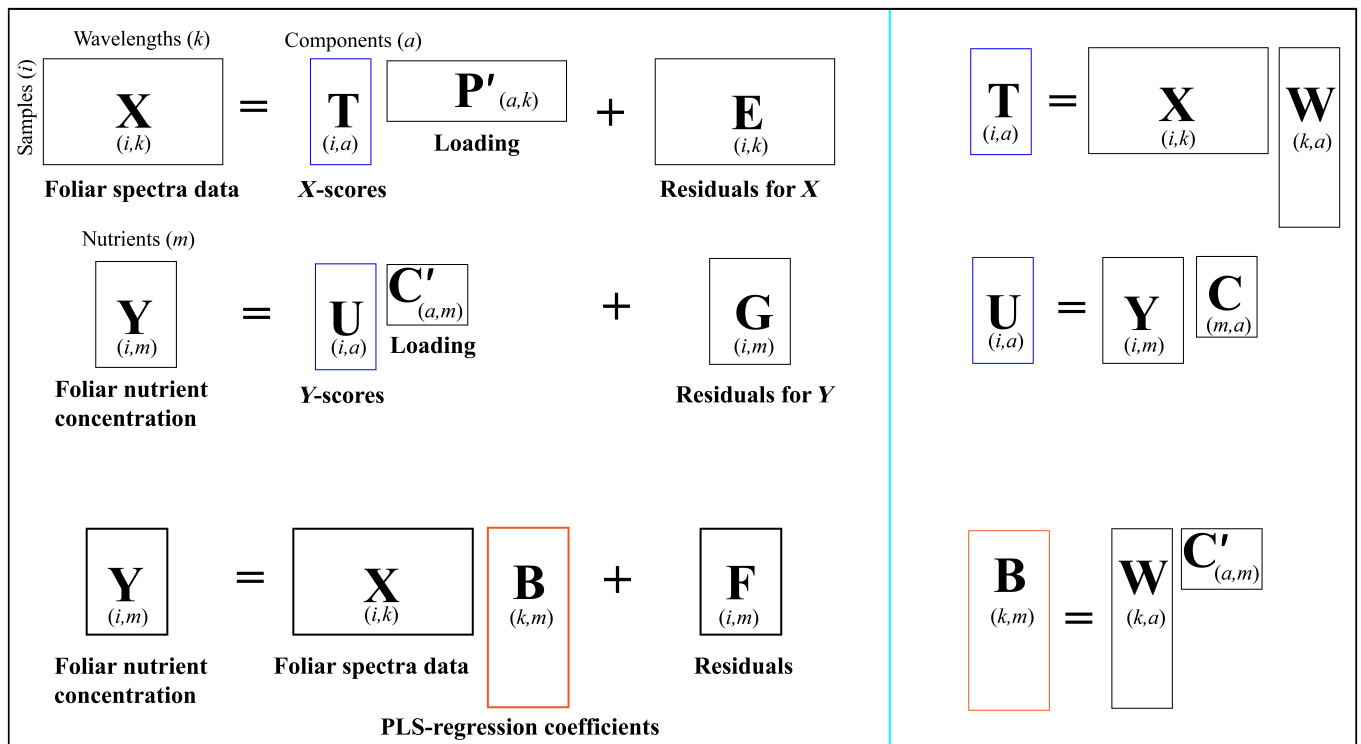 Wavelengths (k) Components (a)
Samples (i)
X = T P′ (a,k) + E
(i,k) (i,a) Loading (i,k)
Foliar spectra data X-scores Residuals for X
Nutrients (m)
Y = U C′ (a,m) + G
(i,m) (i,a) Loading (i,m)
Foliar nutrient concentration Y-scores Residuals for Y
Y = X B + F
(i,m) (i,k) (k,m) (i,m)
Foliar nutrient Foliar spectra data Residuals
concentration
PLS-regression coefficients
T = X W
(i,a) (i,k) (k,a)
U = Y C
(i,a) (i,m) (m,a)
B = W C′ (a,m)
(k,m) (k,a)